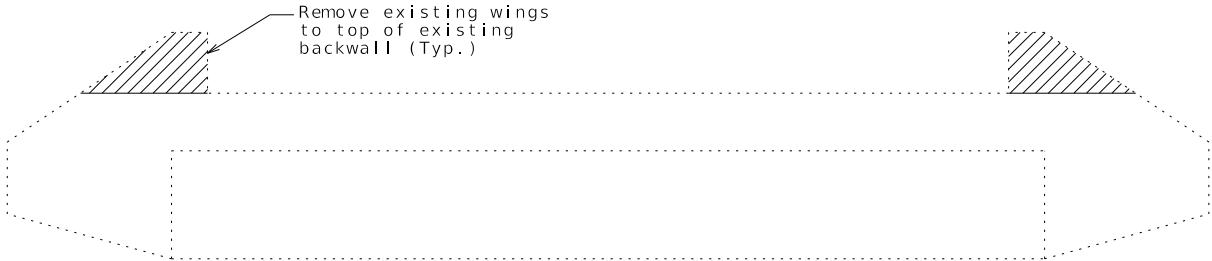 Remove existing wings
to top of existing
backwall (Typ.)